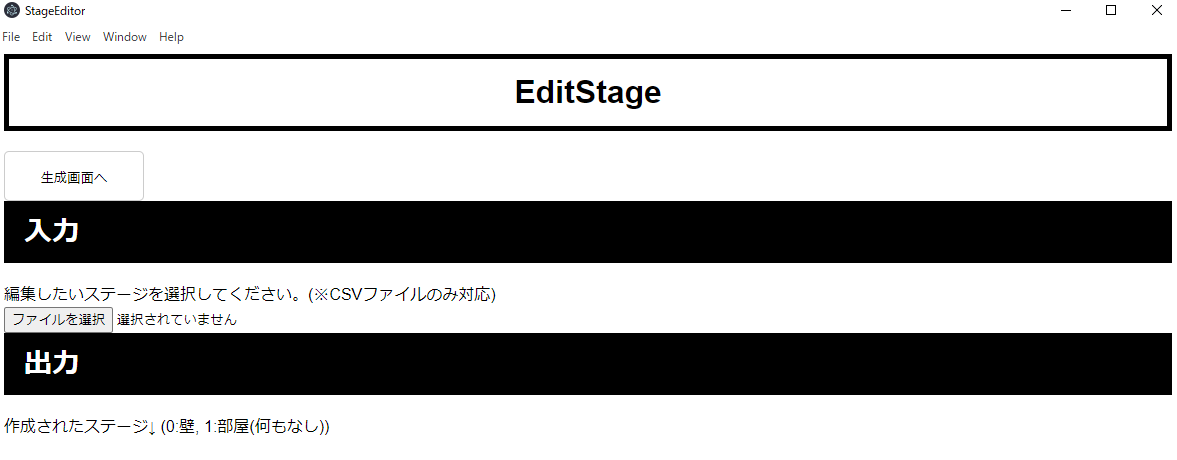 StageEditor
File Edit View Window Help
EditStage
生成画面へ
入力
編集したいステージを選択してください。(※CSVファイルのみ対応)
ファイルを選択 選択されていません
出力
作成されたステージ↓ (0:壁, 1:部屋(何もなし))